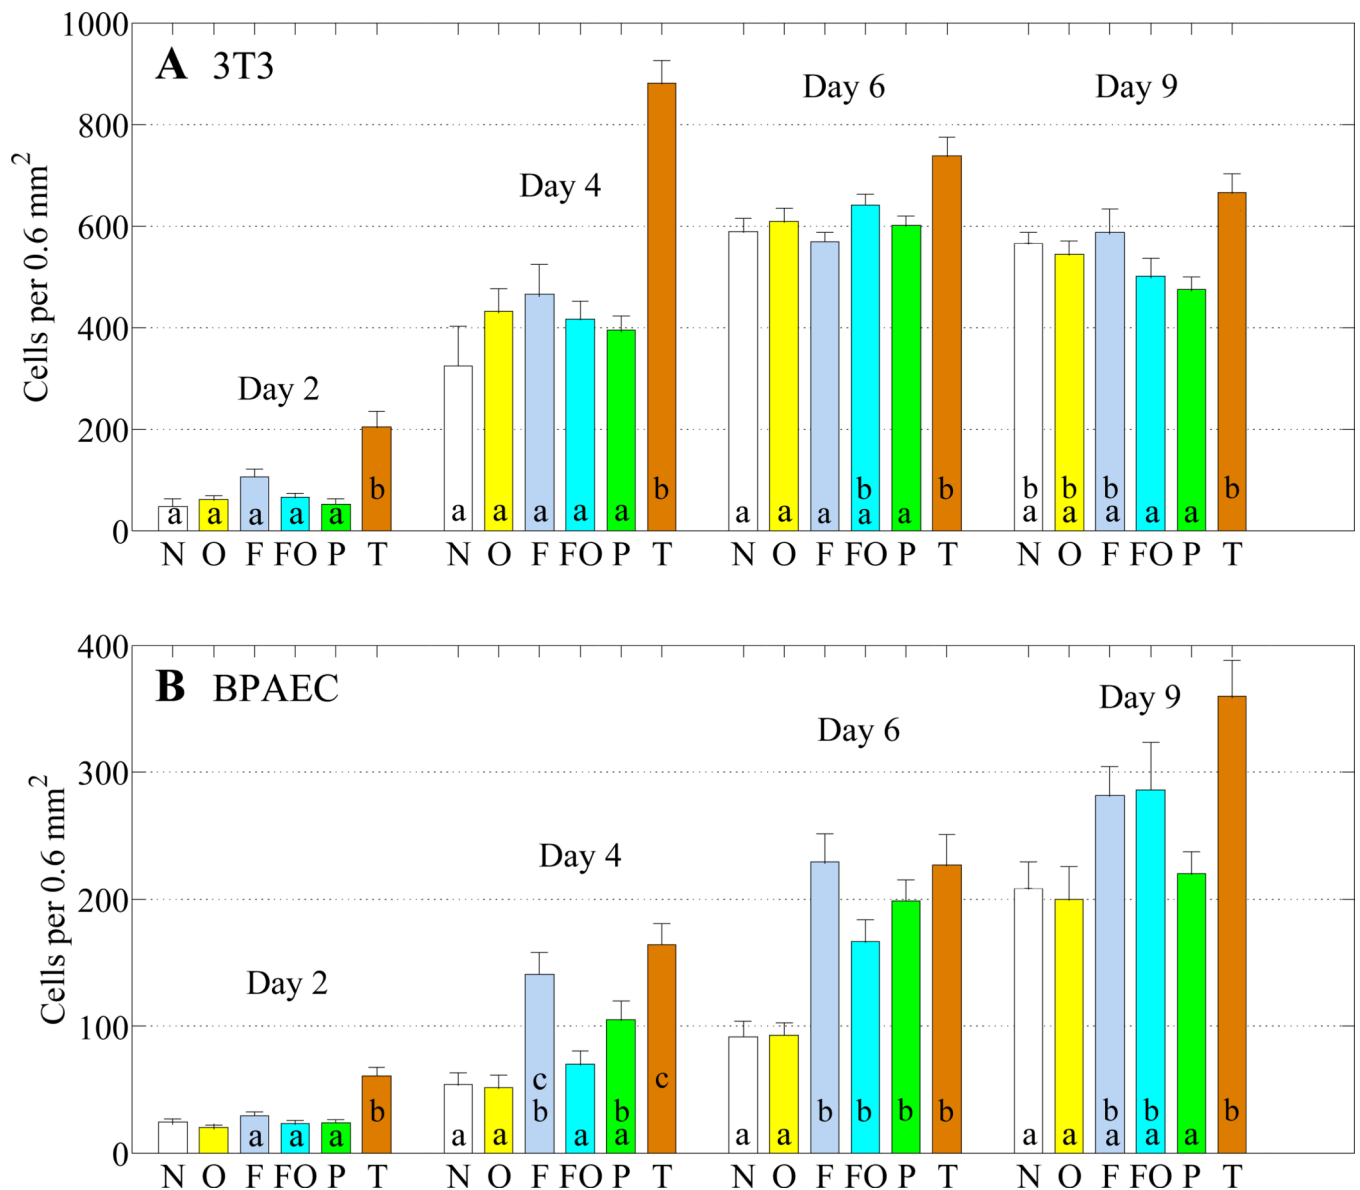 1000
A 3T3
Day 6
Day 9
800
Day 4
600
Cells per 0.6 mm²
400
Day 2
200
b
b
b
b
b b b
b
a a a a a
a a a a a
a a a a a
a a a a a
0
N O F FO P T
N O F FO P T
N O F FO P T
N O F FO P T
400
B BPAEC
Day 9
Day 6
300
Day 4
Cells per 0.6 mm²
200
Day 2
100
c
c
b
b
b
b b b b
b b
b
a a a
a a a a
a a
a a a a a
0
N O F FO P T
N O F FO P T
N O F FO P T
N O F FO P T